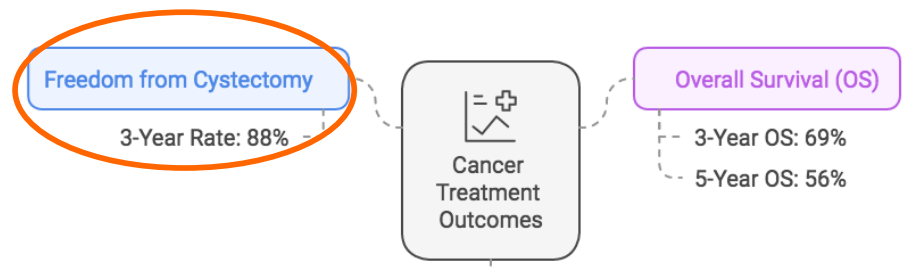 Freedom from Cystectomy
3-Year Rate: 88%
Cancer
Treatment
Outcomes
Overall Survival (OS)
3-Year OS: 69%
5-Year OS: 56%